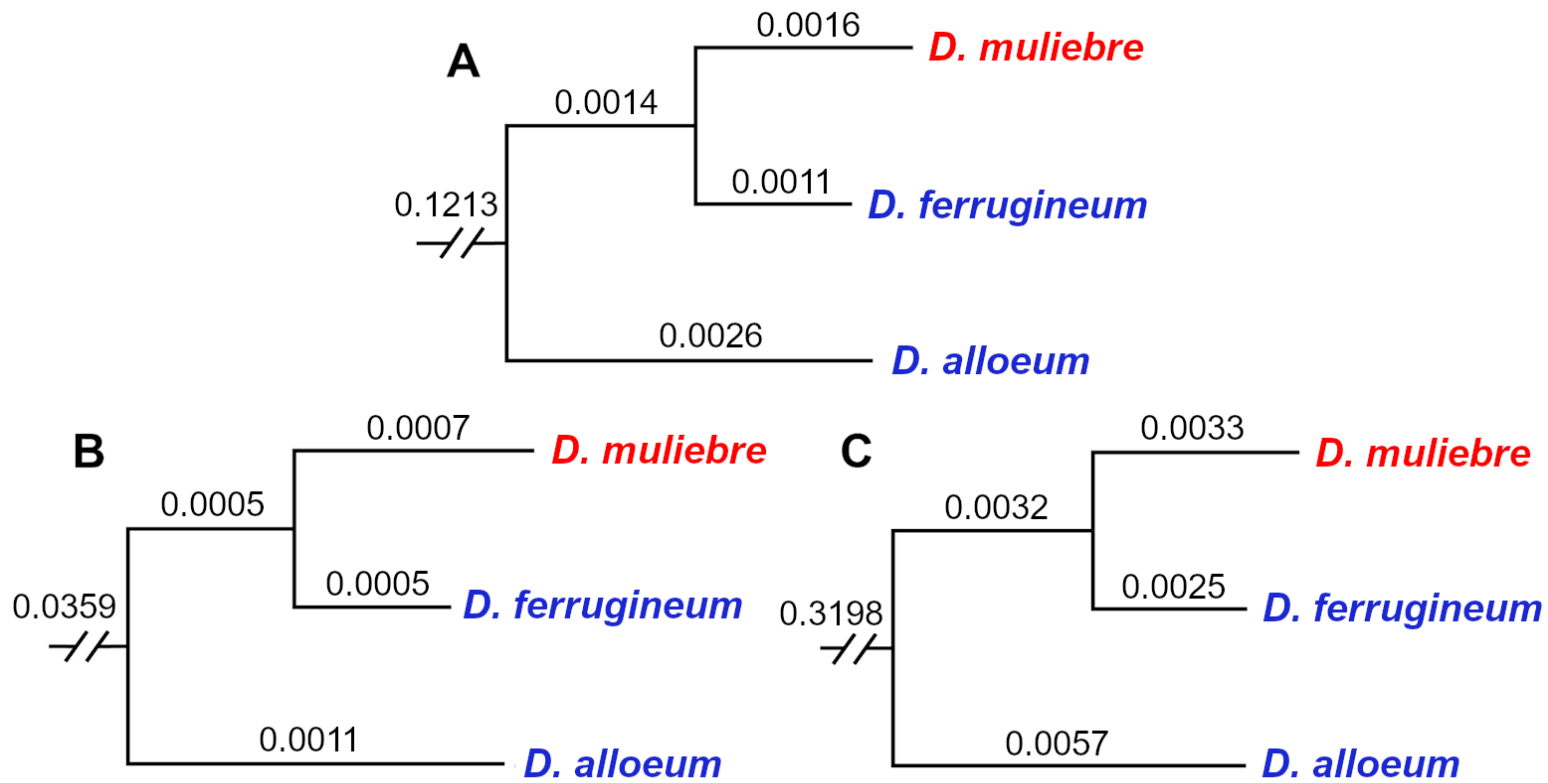 A
0.0016
D. muliebre
0.0014
0.0011
D. ferrugineum
0.1213
0.0026
D. alloeum
B
0.0007
D. muliebre
0.0005
0.0005
D. ferrugineum
0.0359
0.0011
D. alloeum
C
0.0033
D. muliebre
0.0032
0.0025
D. ferrugineum
0.3198
0.0057
D. alloeum